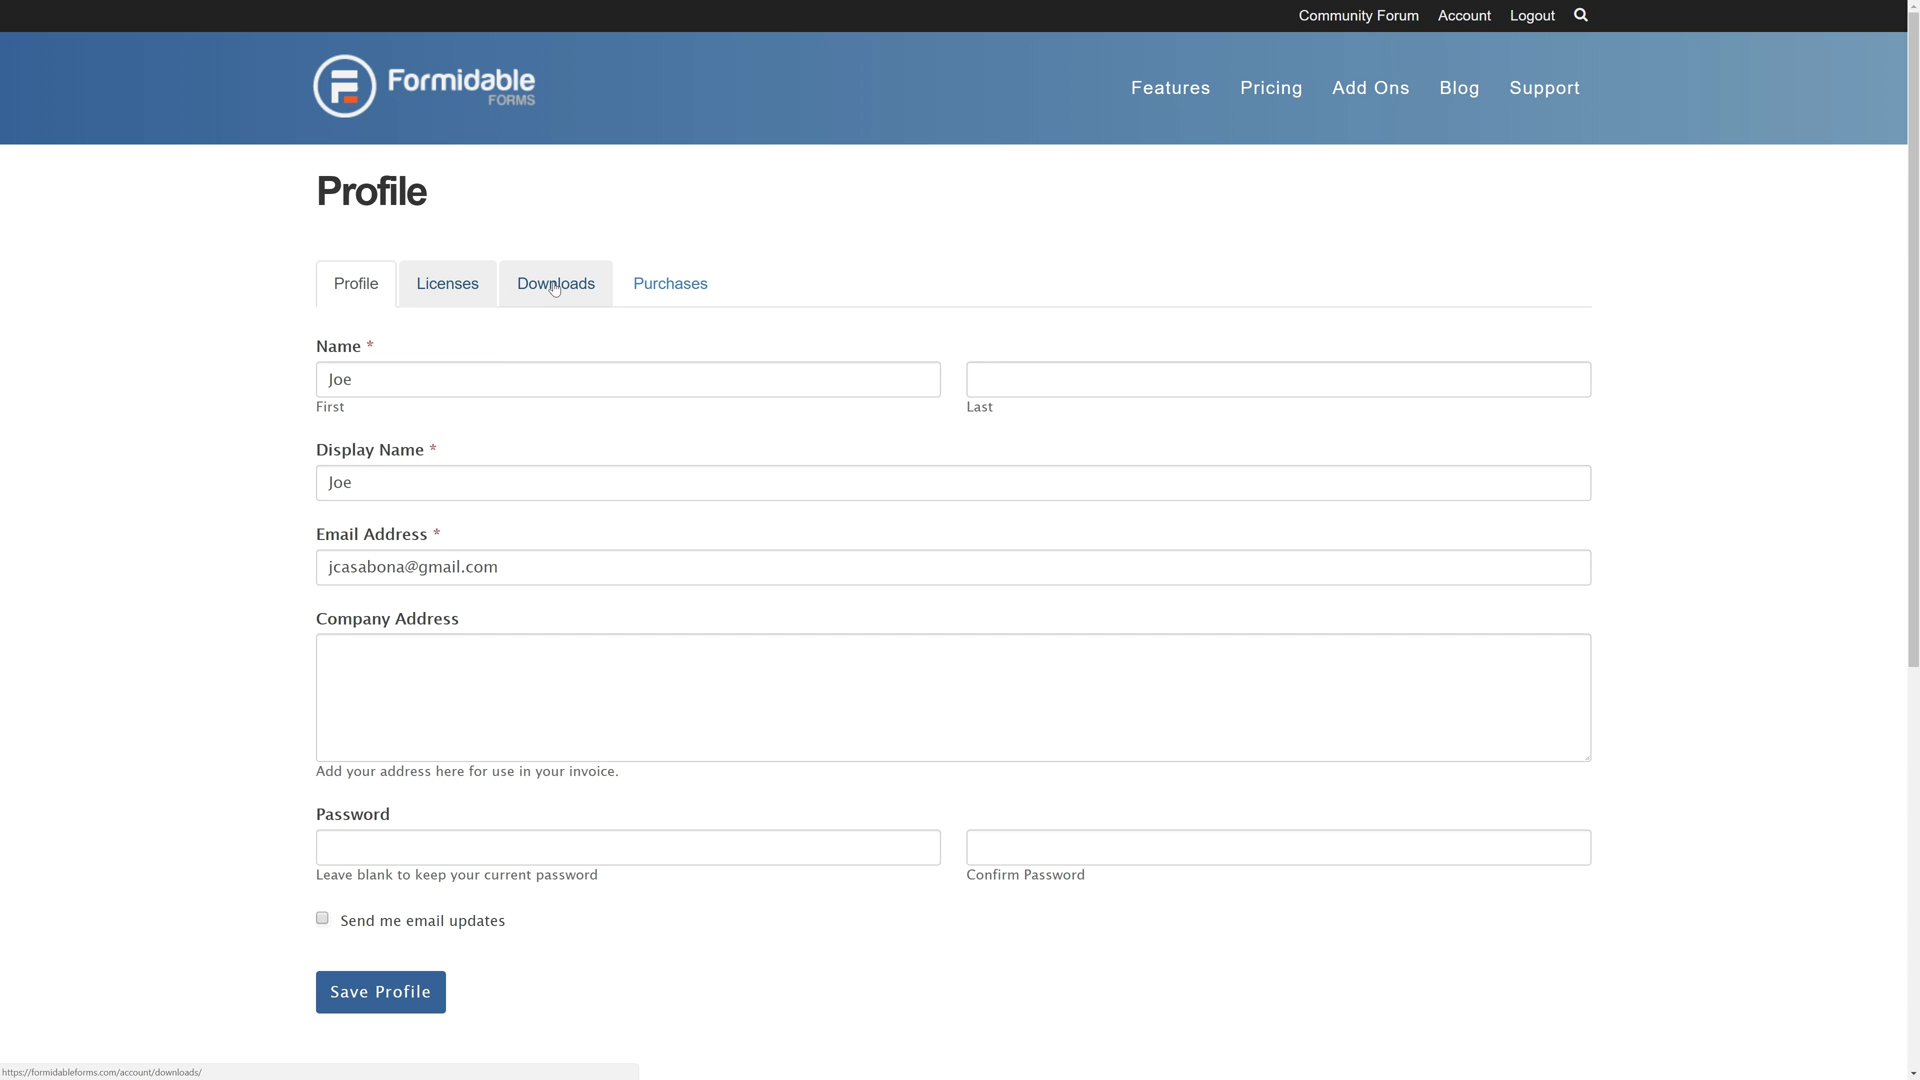 Community Forum Account Logout
Formidable
FORMS
Features Pricing Add Ons Blog Support
Profile
Profile Licenses Downloads Purchases
Name *
Joe
First Last
Display Name *
Joe
Email Address *
jcasabona@gmail.com
Company Address
Add your address here for use in your invoice.
Password
Leave blank to keep your current password Confirm Password
Send me email updates
Save Profile
https://formidableforms.com/account/downloads/